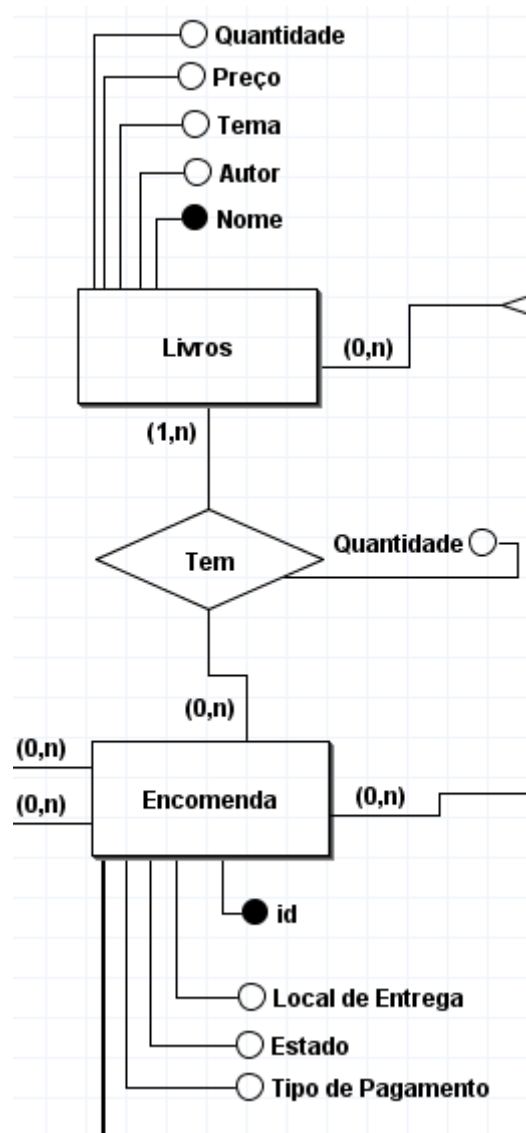 Quantidade
Preço
Tema
Autor
Nome
Livros
(0,n)
(1,n)
Quantidade
Tem
(0,n)
(0,n)
Encomenda
(0,n)
(0,n)
id
Local de Entrega
Estado
Tipo de Pagamento